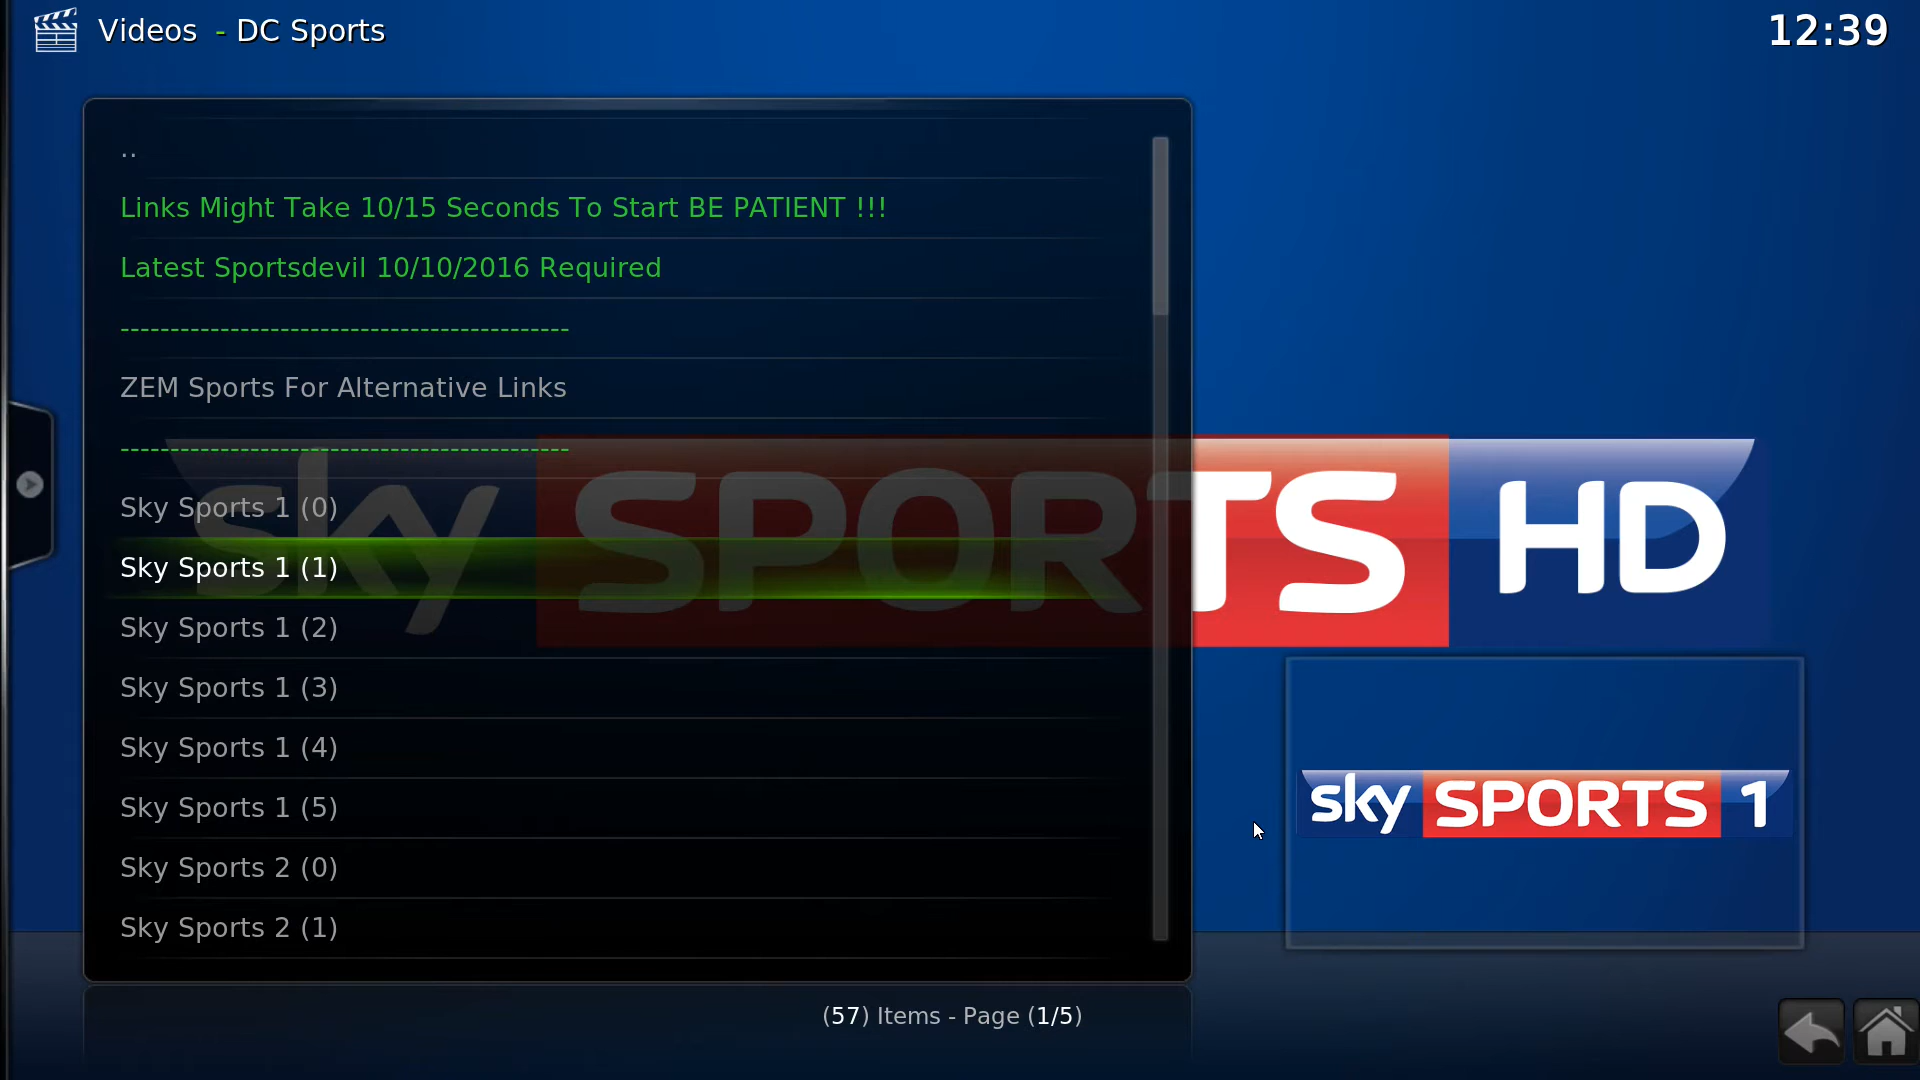 Videos - DC Sports
12:39
..
Links Might Take 10/15 Seconds To Start BE PATIENT !!!
Latest Sportsdevil 10/10/2016 Required
---------------------------------------------
ZEM Sports For Alternative Links
---------------------------------------------
Sky Sports 1 (0)
Sky Sports 1 (1)
Sky Sports 1 (2)
Sky Sports 1 (3)
Sky Sports 1 (4)
Sky Sports 1 (5)
Sky Sports 2 (0)
Sky Sports 2 (1)
sky SPORTS HD
sky SPORTS 1
(57) Items - Page (1/5)